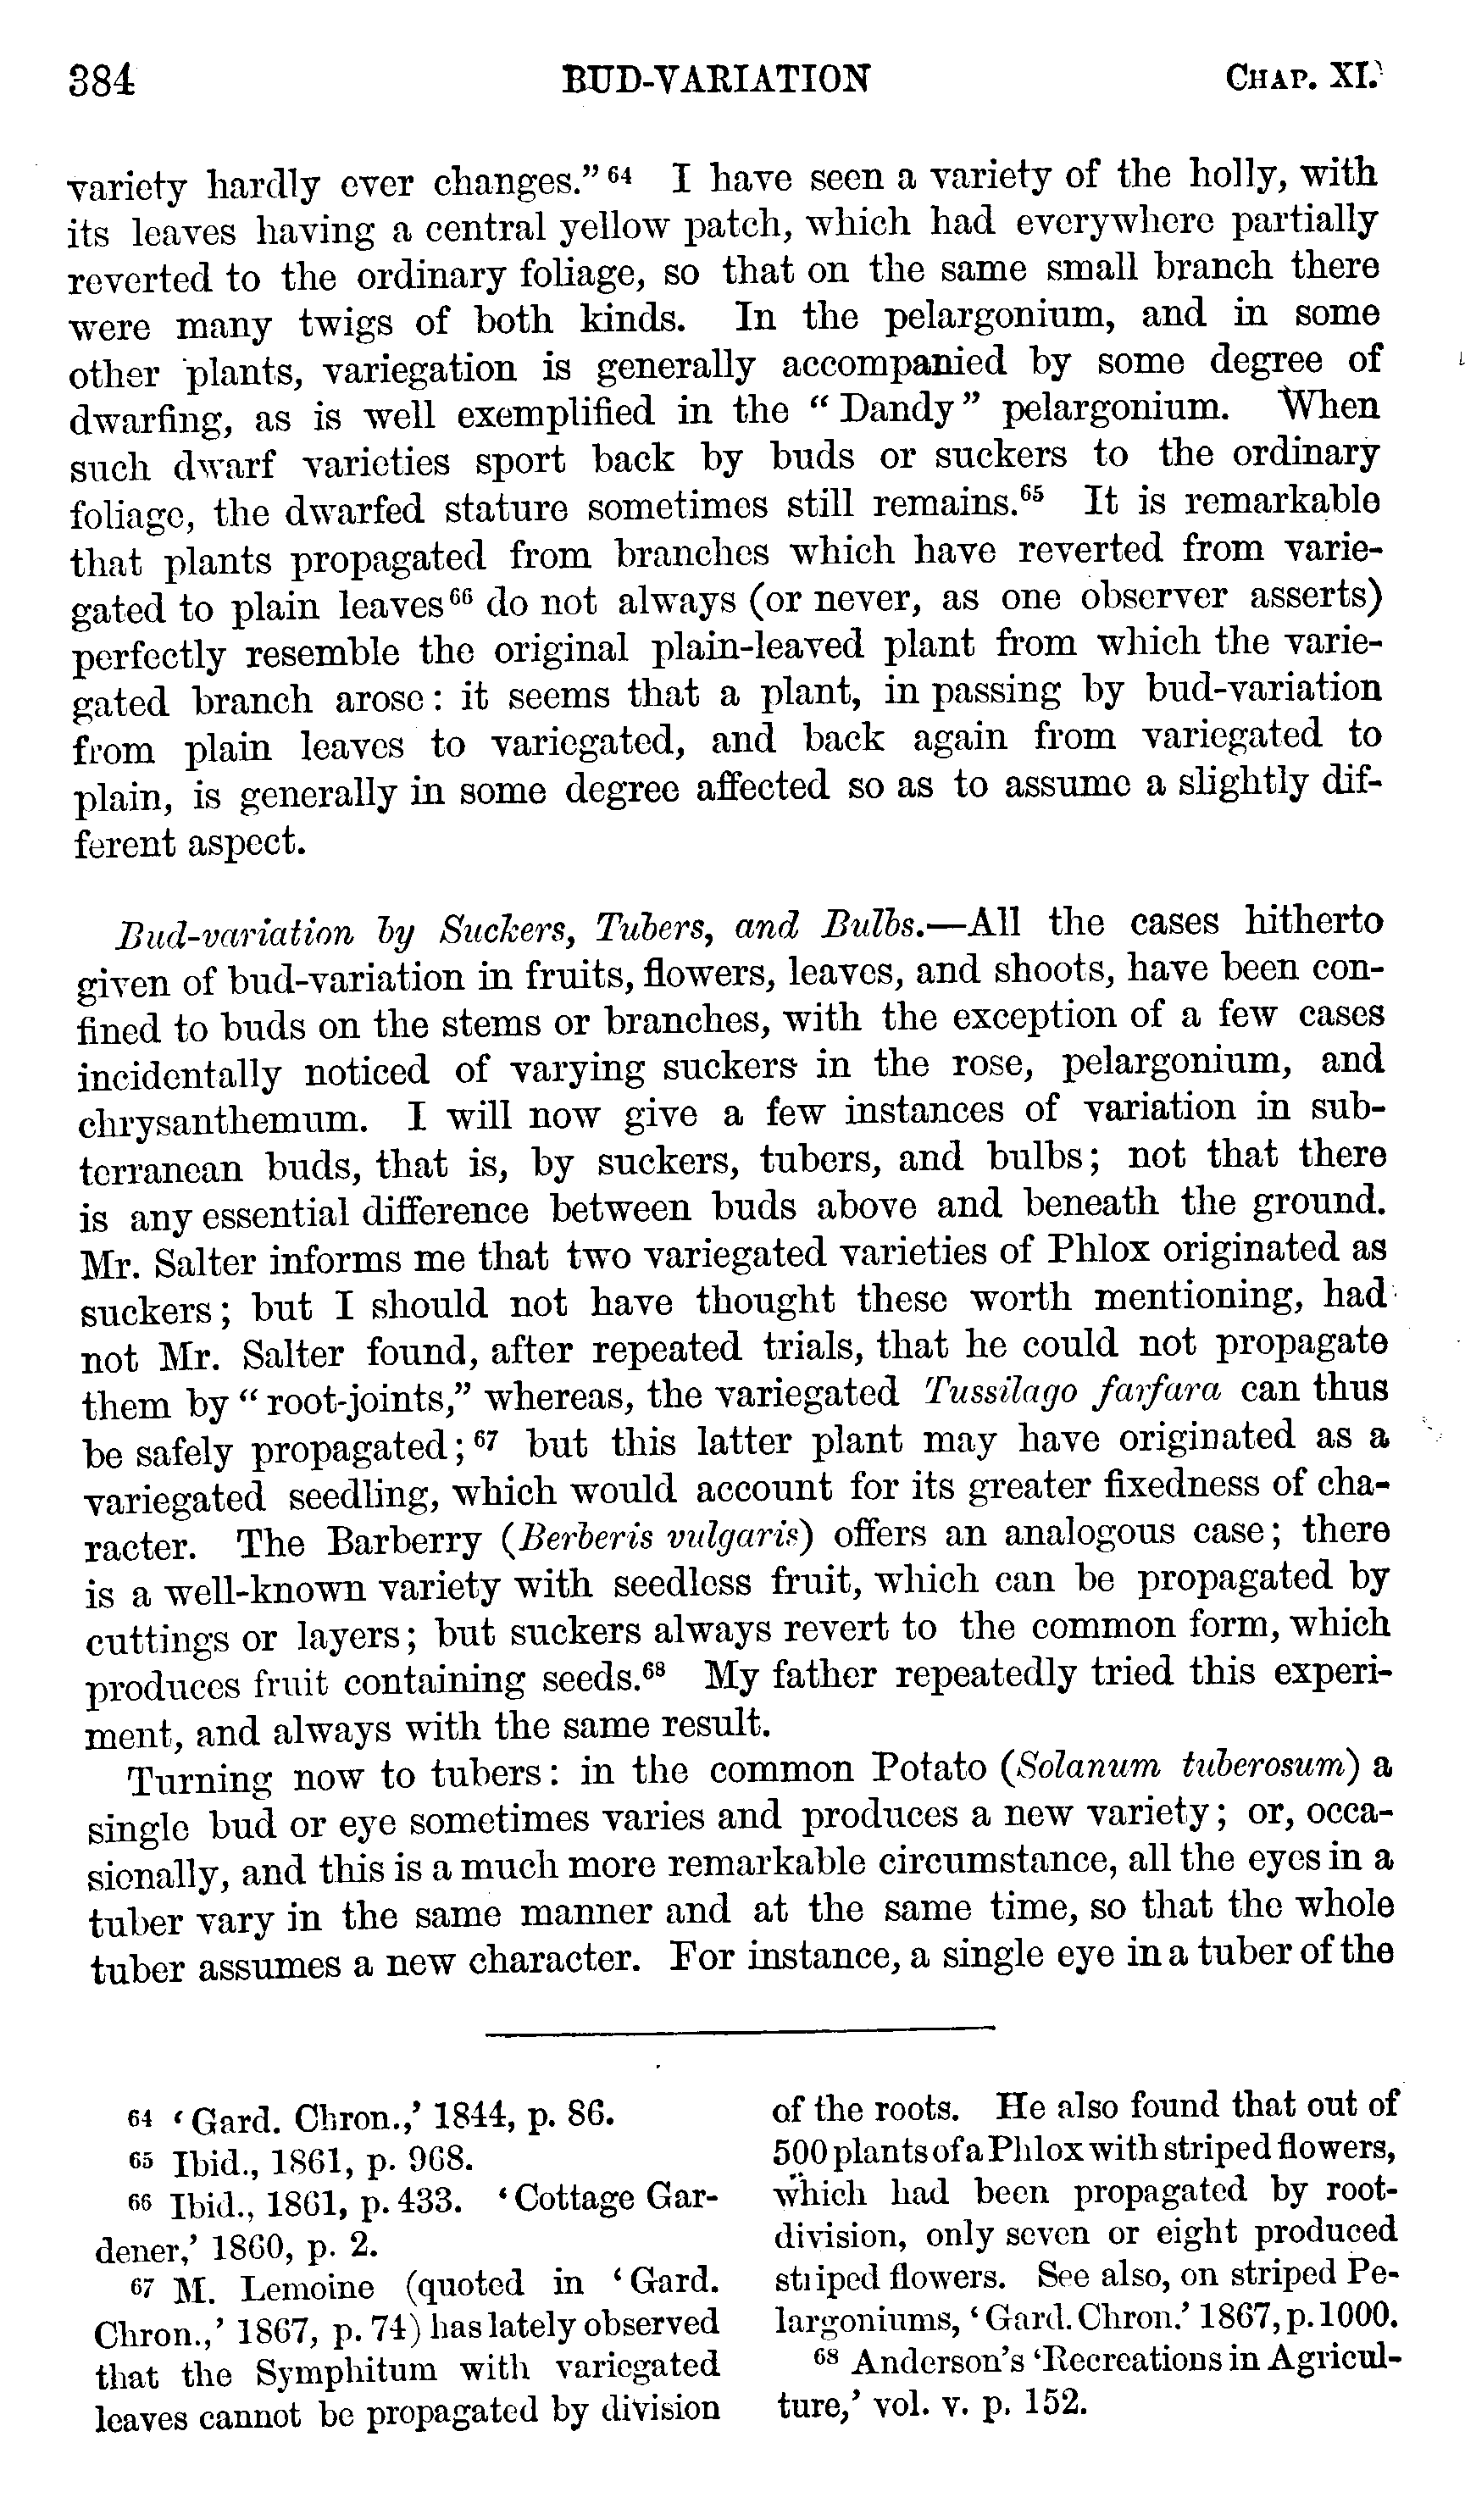 384 BUD-VARIATION CHAP. XI.
variety hardly ever changes." 64 I have seen a variety of the holly, with
its leaves having a central yellow patch, which had everywhere partially
reverted to the ordinary foliage, so that on the same small branch there
were many twigs of both kinds. In the pelargonium, and in some
other plants, variegation is generally accompanied by some degree of
dwarfing, as is well exemplified in the "Dandy" pelargonium. When
such dwarf varieties sport back by buds or suckers to the ordinary
foliage, the dwarfed stature sometimes still remains.65 It is remarkable
that plants propagated from branches which have reverted from varie-
gated to plain leaves66 do not always (or never, as one observer asserts)
perfectly resemble the original plain-leaved plant from which the varie-
gated branch arose: it seems that a plant, in passing by bud-variation
from plain leaves to variegated, and back again from variegated to
plain, is generally in some degree affected so as to assume a slightly dif-
ferent aspect.
Bud-variation by Suckers, Tubers, and Bulbs.—All the cases hitherto
given of bud-variation in fruits, flowers, leaves, and shoots, have been con-
fined to buds on the stems or branches, with the exception of a few cases
incidentally noticed of varying suckers in the rose, pelargonium, and
chrysanthemum. I will now give a few instances of variation in sub-
terranean buds, that is, by suckers, tubers, and bulbs; not that there
is any essential difference between buds above and beneath the ground.
Mr. Salter informs me that two variegated varieties of Phlox originated as
suckers; but I should not have thought these worth mentioning, had
not Mr. Salter found, after repeated trials, that he could not propagate
them by "root-joints," whereas, the variegated Tussilago farfara can thus
be safely propagated; 67 but this latter plant may have originated as a
variegated seedling, which would account for its greater fixedness of cha-
racter. The Barberry (Berberis vulgaris) offers an analogous case; there
is a well-known variety with seedless fruit, which can be propagated by
cuttings or layers; but suckers always revert to the common form, which
produces fruit containing seeds.68 My father repeatedly tried this experi-
ment, and always with the same result.
Turning now to tubers: in the common Potato (Solanum tuberosum) a
single bud or eye sometimes varies and produces a new variety; or, occa-
sionally, and this is a much more remarkable circumstance, all the eyes in a
tuber vary in the same manner and at the same time, so that the whole
tuber assumes a new character. For instance, a single eye in a tuber of the
64 'Gard. Chron.,' 1844, p. 86.
65 Ibid., 1861, p. 968.
66 Ibid., 1861, p. 433. 'Cottage Gar-
dener,' 1860, p. 2.
67 M. Lemoine (quoted in 'Gard.
Chron.,' 1867, p. 74) has lately observed
that the Symphitum with variegated
leaves cannot be propagated by division
of the roots. He also found that out of
500 plants of a Phlox with striped flowers,
which had been propagated by root-
division, only seven or eight produced
striped flowers. See also, on striped Pe-
largoniums, 'Gard. Chron.' 1867, p. 1000.
68 Anderson's 'Recreations in Agricul-
ture,' vol. v. p. 152.